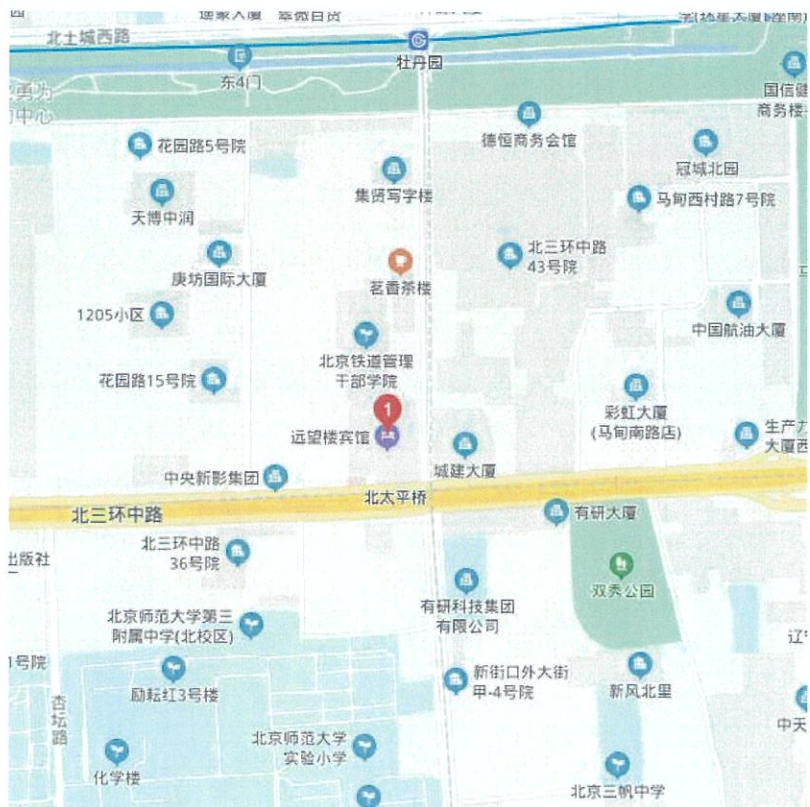 北土城西路
翠微百货
牡丹园
东4门
国信健
商务楼
花园路5号院
德恒商务会馆
冠城北园
集贤写字楼
马甸西村路7号院
天博中润
北三环中路
43号院
庚坊国际大厦
茗香茶楼
1205小区
中国航油大厦
北京铁道管理
干部学院
花园路15号院
1
彩虹大厦
(马甸南路店)
远望楼宾馆
生产力
大厦西
城建大厦
中央新影集团
北太平桥
北三环中路
有研大厦
北三环中路
36号院
出版社
双秀公园
有研科技集团
有限公司
北京师范大学第三
附属中学(北校区)
1号院
励耘红3号楼
新街口外大街
甲-4号院
新风北里
杏坛路
中天
北京师范大学
实验小学
化学楼
北京三帆中学